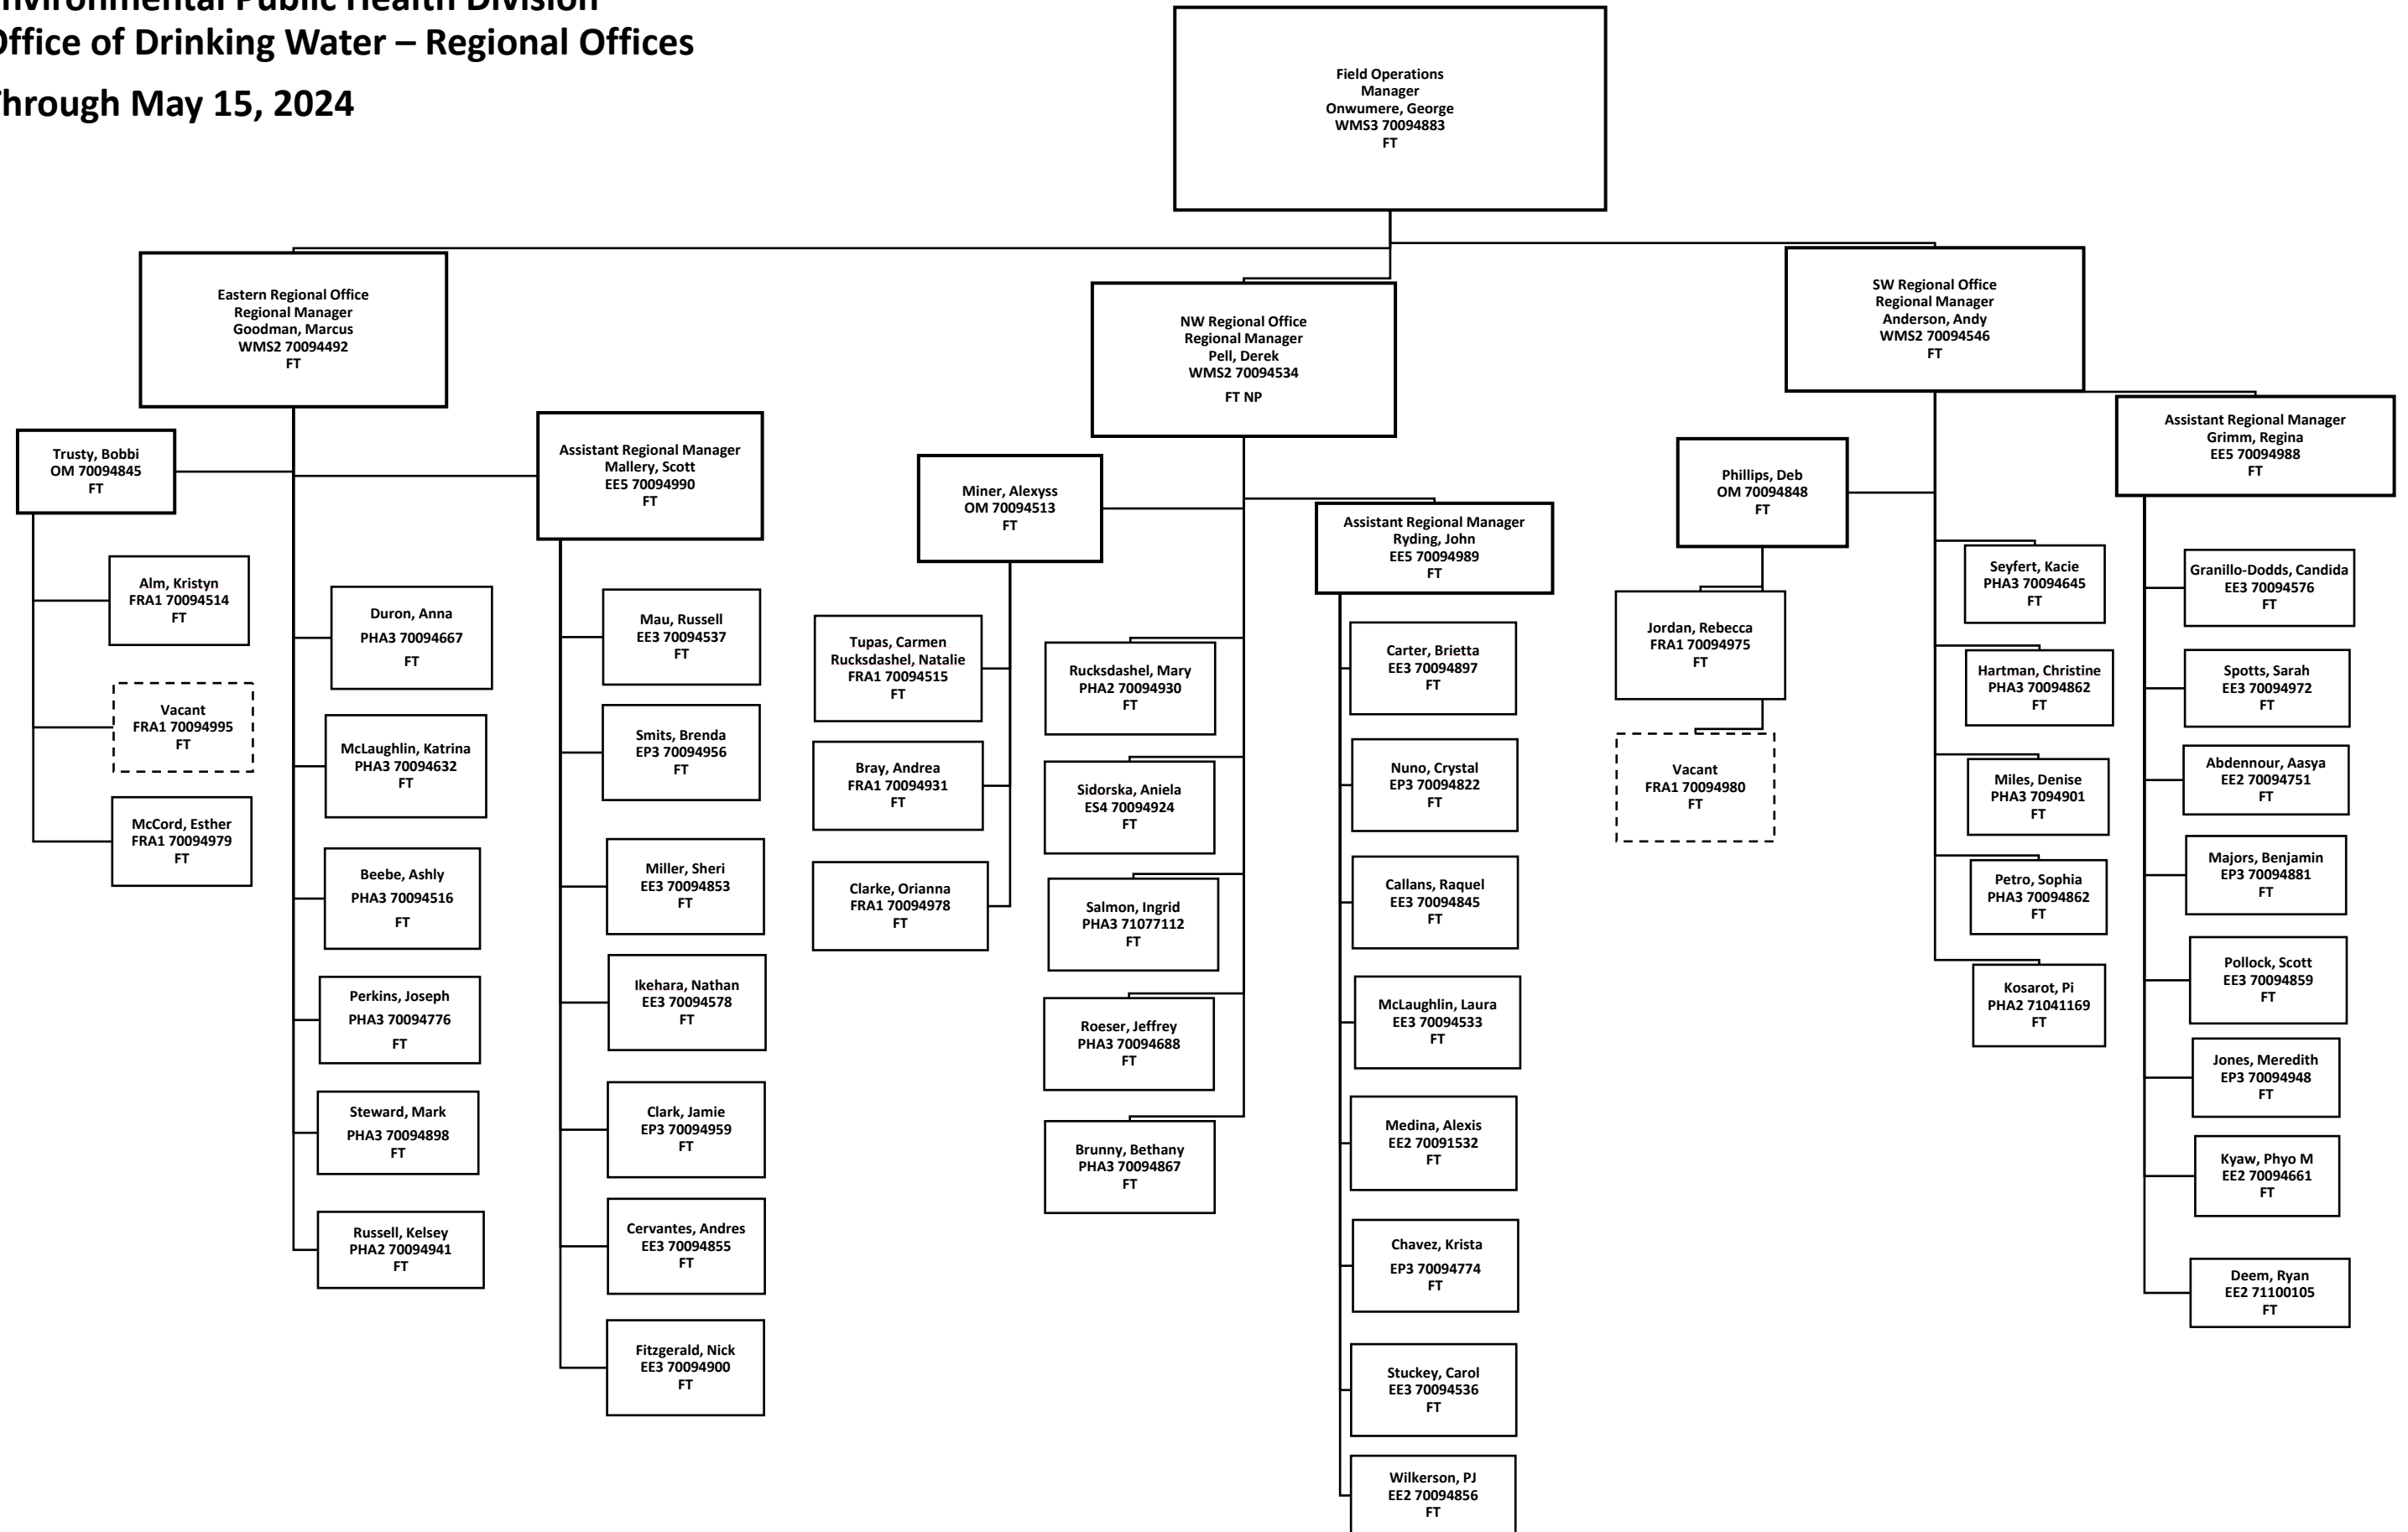 nvironmental Public Health Division
Office of Drinking Water – Regional Offices
Through May 15, 2024
Field Operations
Manager
Onwumere, George
WMS3 70094883
FT
Eastern Regional Office
Regional Manager
Goodman, Marcus
WMS2 70094492
FT
Trusty, Bobbi
OM 70094845
FT
Alm, Kristyn
FRA1 70094514
FT
Vacant
FRA1 70094995
FT
McCord, Esther
FRA1 70094979
FT
Duron, Anna
PHA3 70094667
FT
McLaughlin, Katrina
PHA3 70094632
FT
Beebe, Ashly
PHA3 70094516
FT
Perkins, Joseph
PHA3 70094776
FT
Steward, Mark
PHA3 70094898
FT
Russell, Kelsey
PHA2 70094941
FT
Assistant Regional Manager
Mallery, Scott
EE5 70094990
FT
Mau, Russell
EE3 70094537
FT
Smits, Brenda
EP3 70094956
FT
Miller, Sheri
EE3 70094853
FT
Ikehara, Nathan
EE3 70094578
FT
Clark, Jamie
EP3 70094959
FT
Cervantes, Andres
EE3 70094855
FT
Fitzgerald, Nick
EE3 70094900
FT
NW Regional Office
Regional Manager
Pell, Derek
WMS2 70094534
FT NP
Miner, Alexyss
OM 70094513
FT
Tupas, Carmen
Rucksdashel, Natalie
FRA1 70094515
FT
Bray, Andrea
FRA1 70094931
FT
Clarke, Orianna
FRA1 70094978
FT
Rucksdashel, Mary
PHA2 70094930
FT
Sidorska, Aniela
ES4 70094924
FT
Salmon, Ingrid
PHA3 71077112
FT
Roeser, Jeffrey
PHA3 70094688
FT
Brunny, Bethany
PHA3 70094867
FT
Assistant Regional Manager
Ryding, John
EE5 70094989
FT
Carter, Brietta
EE3 70094897
FT
Nuno, Crystal
EP3 70094822
FT
Callans, Raquel
EE3 70094845
FT
McLaughlin, Laura
EE3 70094533
FT
Medina, Alexis
EE2 70091532
FT
Chavez, Krista
EP3 70094774
FT
Stuckey, Carol
EE3 70094536
FT
Wilkerson, PJ
EE2 70094856
FT
SW Regional Office
Regional Manager
Anderson, Andy
WMS2 70094546
FT
Phillips, Deb
OM 70094848
FT
Jordan, Rebecca
FRA1 70094975
FT
Vacant
FRA1 70094980
FT
Seyfert, Kacie
PHA3 70094645
FT
Hartman, Christine
PHA3 70094862
FT
Miles, Denise
PHA3 7094901
FT
Petro, Sophia
PHA3 70094862
FT
Kosarot, Pi
PHA2 71041169
FT
Assistant Regional Manager
Grimm, Regina
EE5 70094988
FT
Granillo-Dodds, Candida
EE3 70094576
FT
Spotts, Sarah
EE3 70094972
FT
Abdennour, Aasya
EE2 70094751
FT
Majors, Benjamin
EP3 70094881
FT
Pollock, Scott
EE3 70094859
FT
Jones, Meredith
EP3 70094948
FT
Kyaw, Phyo M
EE2 70094661
FT
Deem, Ryan
EE2 71100105
FT